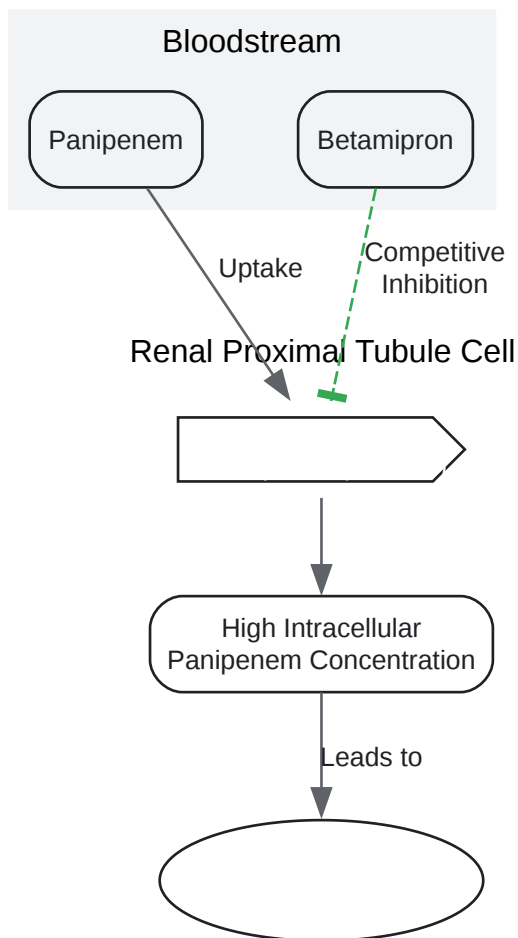 Bloodstream
Panipenem
Betamipron
Uptake
Competitive
Inhibition
Renal Proximal Tubule Cell
High Intracellular
Panipenem Concentration
Leads to